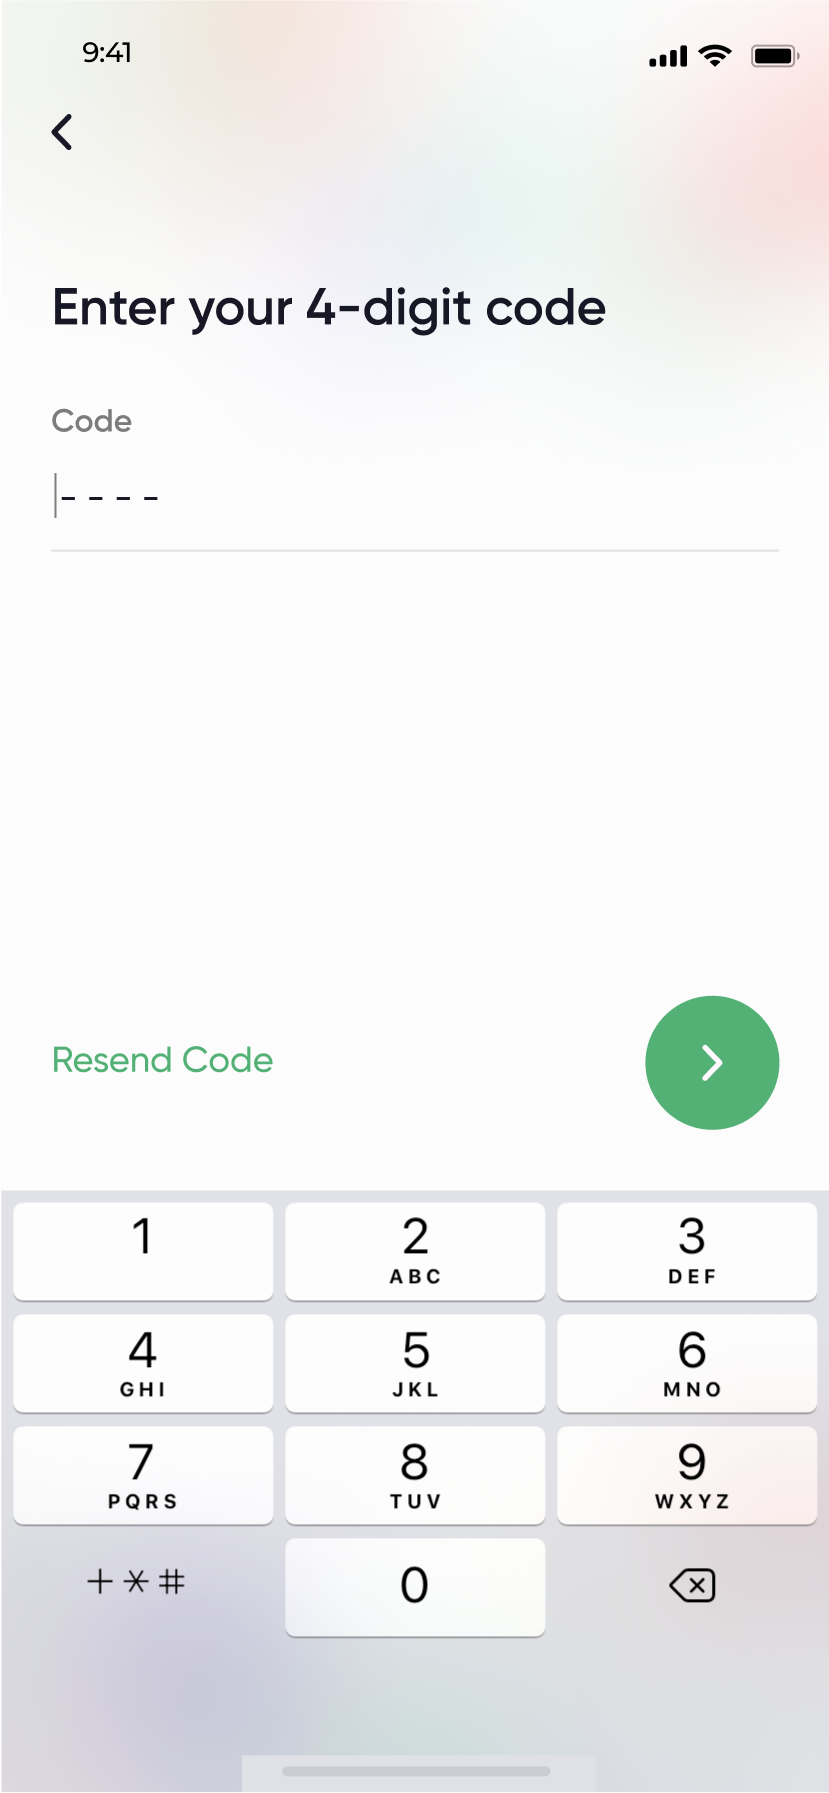 9:41
Enter your 4-digit code
Code
- - - -
Resend Code
1
2
ABC
3
DEF
4
GHI
5
JKL
6
MNO
7
PQRS
8
TUV
9
WXYZ
+*#
0